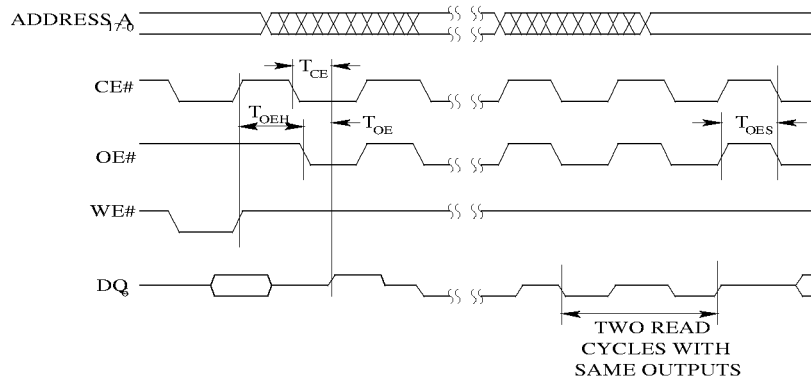 ADDRESS A17-0
CE#
TCE
TOEH
TOE
TOES
OE#
WE#
DQ6
TWO READ
CYCLES WITH
SAME OUTPUTS